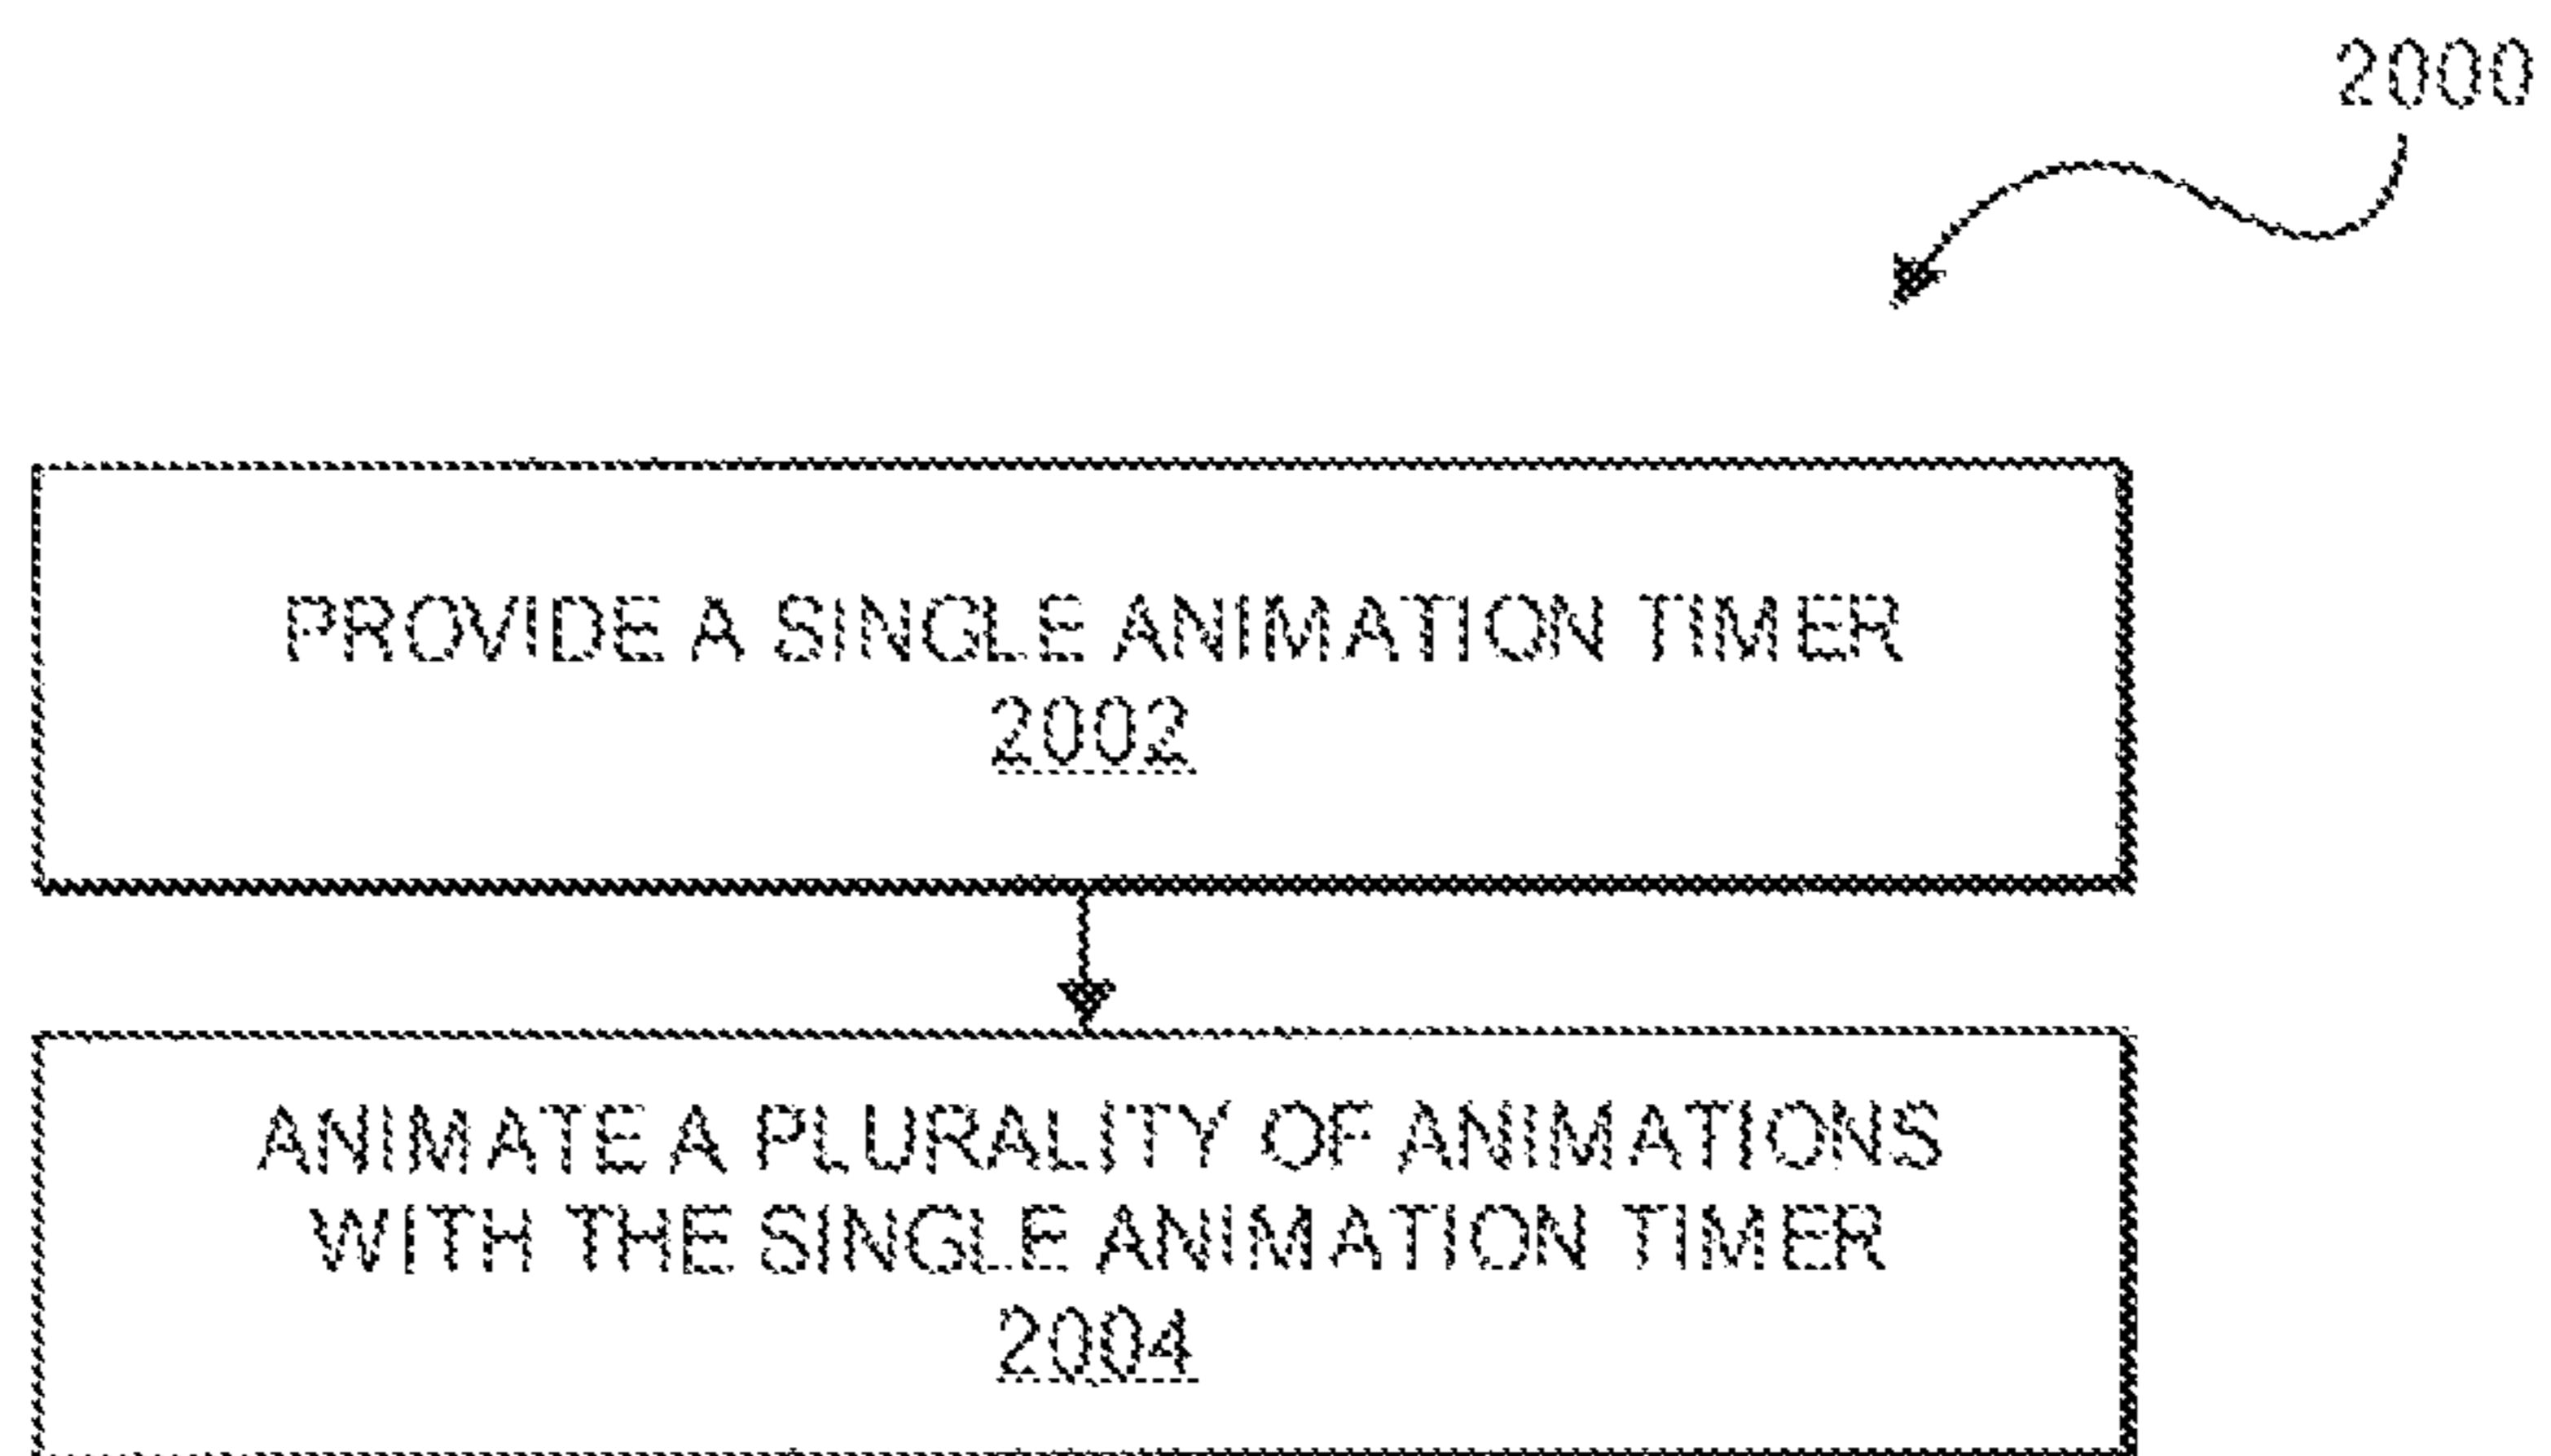 2000
PROVIDE A SINGLE ANIMATION TIMER
2002
ANIMATE A PLURALITY OF ANIMATIONS
WITH THE SINGLE ANIMATION TIMER
2004